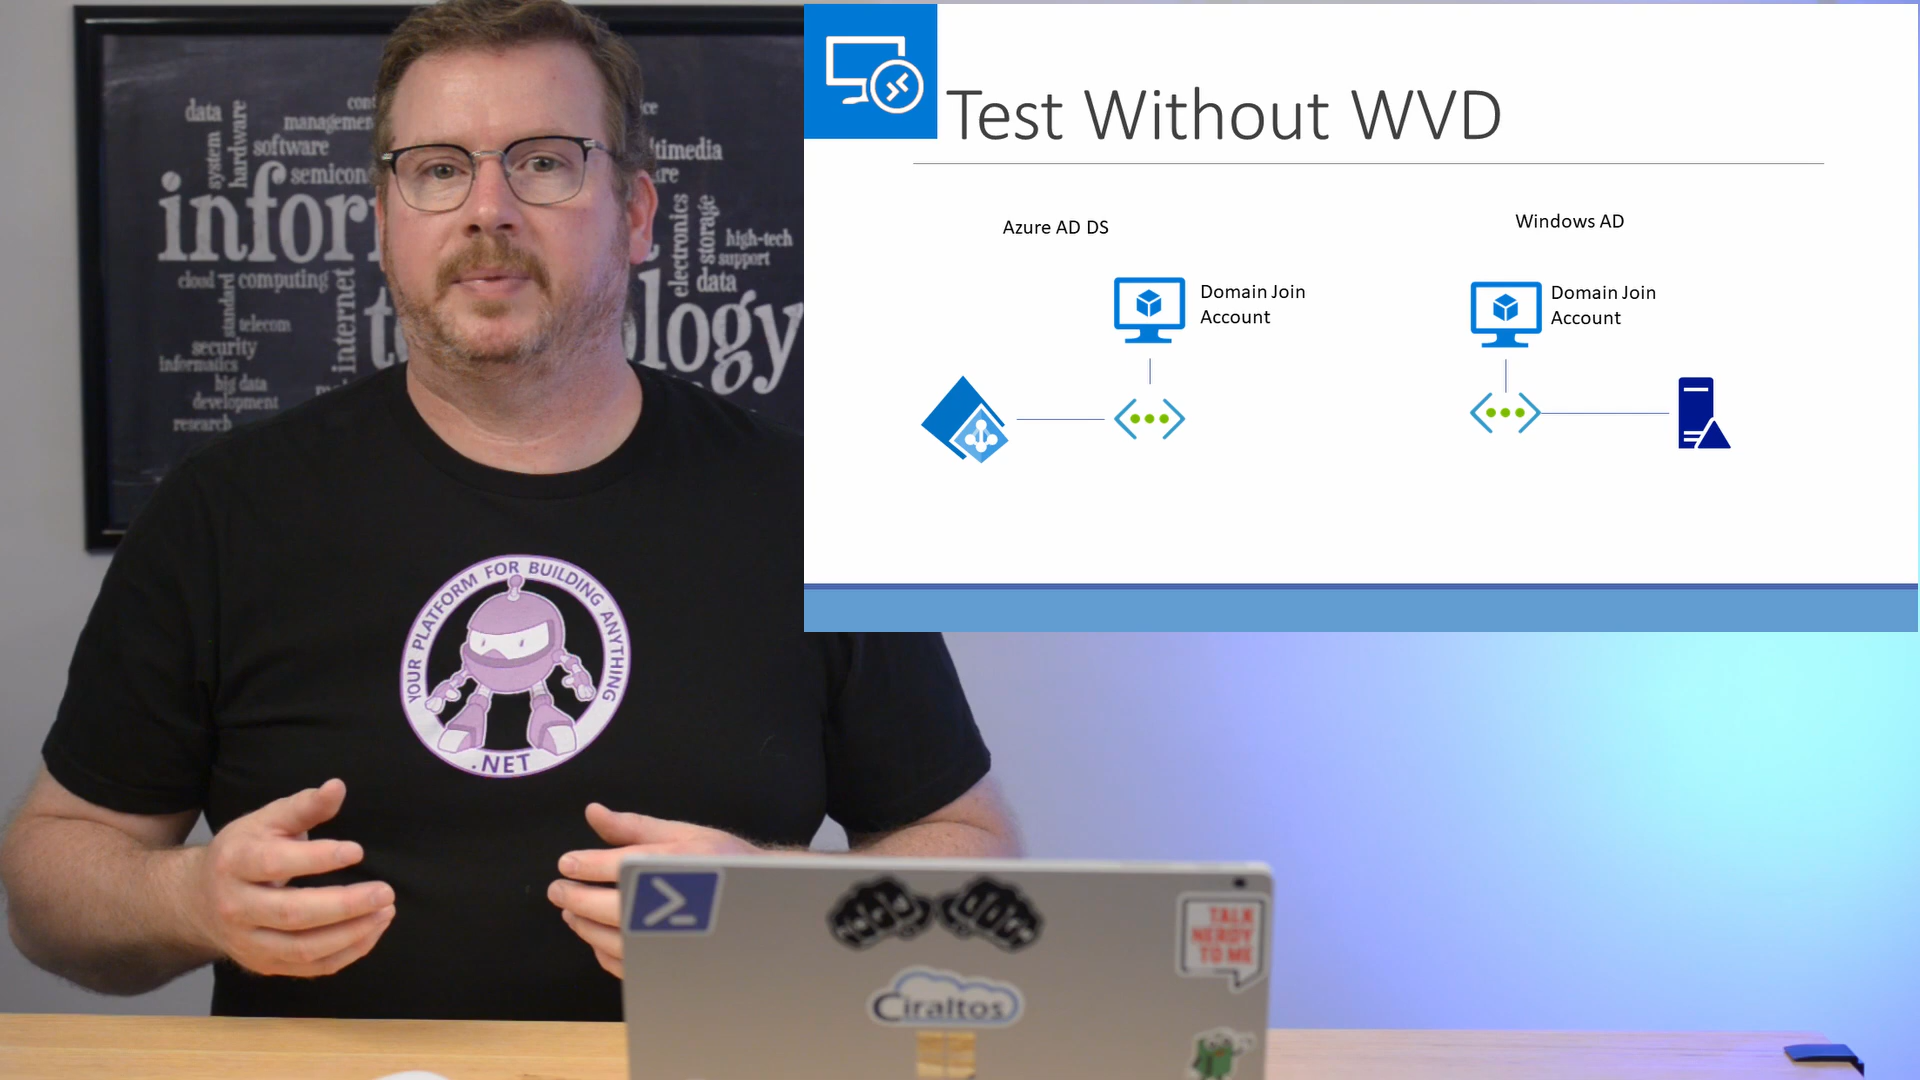 Test Without WVD
Azure AD DS
Windows AD
Domain Join
Account
Domain Join
Account
data
system
hardware
management
software
semicon
infor
cloud
computing
standard
internet
telecom
security
informatics
big data
development
research
timedia
electronics
storage
high-tech
support
data
ology
YOUR PLATFORM FOR BUILDING ANYTHING
.NET
TALK
NERDY
TO ME
Ciraltos